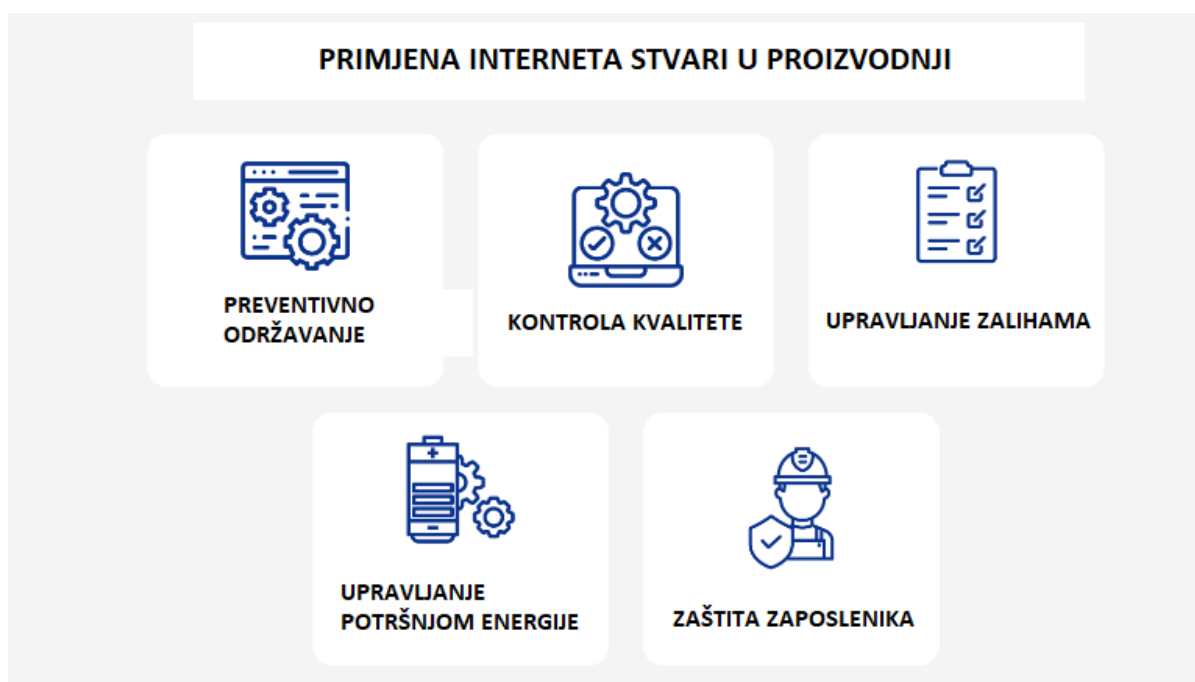 PRIMJENA INTERNETA STVARI U PROIZVODNJI
PREVENTIVNO
ODRŽAVANJE
KONTROLA KVALITETE
UPRAVLJANJE ZALIHAMA
UPRAVLJANJE
POTRŠNJOM ENERGIJE
ZAŠTITA ZAPOSLENIKA